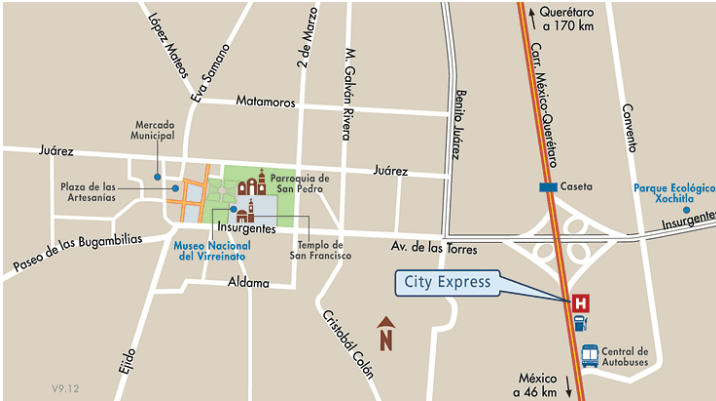 Querétaro
a 170 km
López Mateos
Eva Samano
2 de Marzo
M. Galván Rivera
Carr. México-Querétaro
Matamoros
Benito Juárez
Convento
Mercado
Municipal
Juárez
Juárez
Parroquia de
San Pedro
Plaza de las
Artesanías
Caseta
Parque Ecológico
Xochitla
Insurgentes
Insurgentes
Paseo de las Bugambilias
Museo Nacional
del Virreinato
Templo de
San Francisco
Av. de las Torres
Aldama
City Express
H
Cristobál Colón
N
Ejido
Central de
Autobuses
México
a 46 km
V9.12